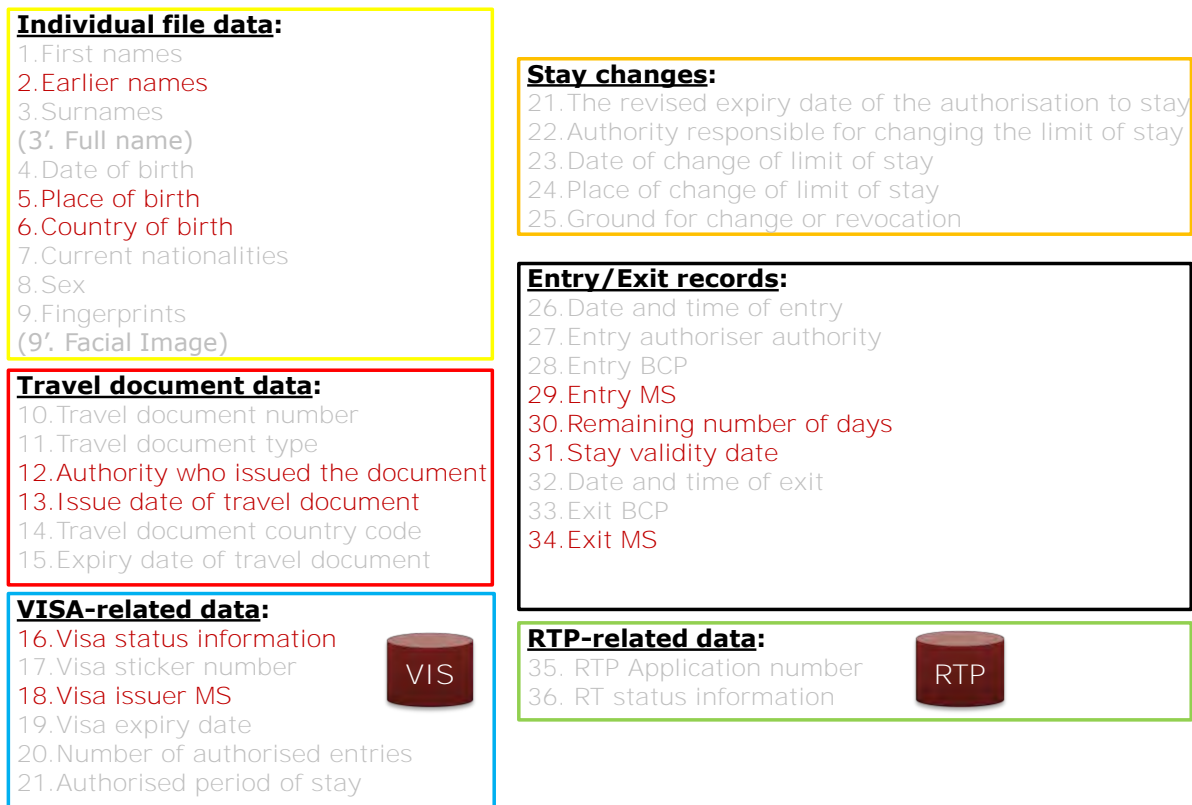 Individual file data:
1.First names
2.Earlier names
3.Surnames
(3’. Full name)
4.Date of birth
5.Place of birth
6.Country of birth
7.Current nationalities
8.Sex
9.Fingerprints
(9’. Facial Image)
Travel document data:
10.Travel document number
11.Travel document type
12.Authority who issued the document
13.Issue date of travel document
14.Travel document country code
15.Expiry date of travel document
VISA-related data:
16.Visa status information
17.Visa sticker number
18.Visa issuer MS
19.Visa expiry date
20.Number of authorised entries
21.Authorised period of stay
VIS
Stay changes:
21.The revised expiry date of the authorisation to stay
22.Authority responsible for changing the limit of stay
23.Date of change of limit of stay
24.Place of change of limit of stay
25.Ground for change or revocation
Entry/Exit records:
26.Date and time of entry
27.Entry authoriser authority
28.Entry BCP
29.Entry MS
30.Remaining number of days
31.Stay validity date
32.Date and time of exit
33.Exit BCP
34.Exit MS
RTP-related data:
35. RTP Application number
36. RT status information
RTP